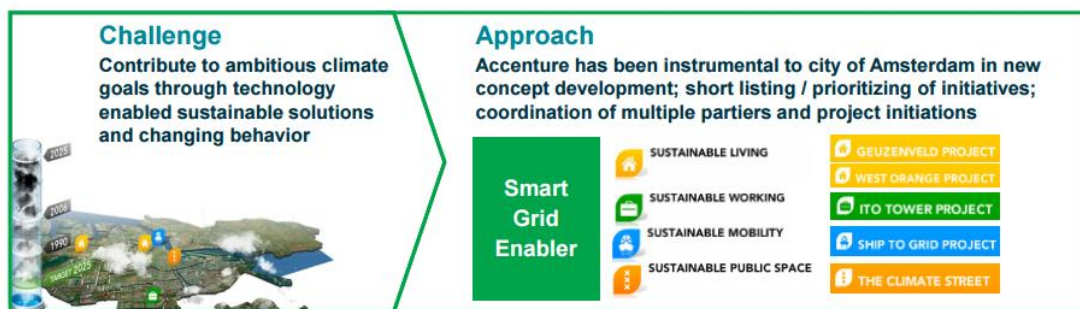 Challenge
Contribute to ambitious climate
goals through technology
enabled sustainable solutions
and changing behavior
2025
2006
1990
TARGET 2025
Approach
Accenture has been instrumental to city of Amsterdam in new
concept development; short listing / prioritizing of initiatives;
coordination of multiple partiers and project initiations
Smart
Grid
Enabler
SUSTAINABLE LIVING
SUSTAINABLE WORKING
SUSTAINABLE MOBILITY
SUSTAINABLE PUBLIC SPACE
GEUZENVELD PROJECT
WEST ORANGE PROJECT
ITO TOWER PROJECT
SHIP TO GRID PROJECT
THE CLIMATE STREET